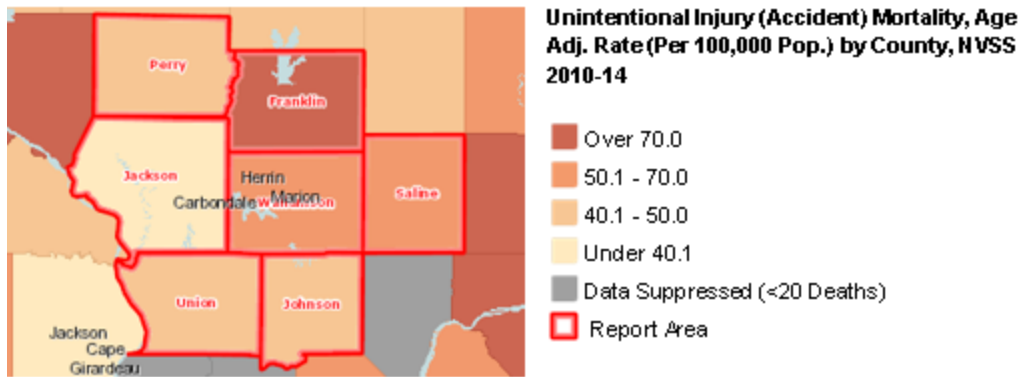 Unintentional Injury (Accident) Mortality, Age
Adj. Rate (Per 100,000 Pop.) by County, NVSS
2010-14
Perry
Franklin
Jackson
Herrin
Carbondale
Marion
Williamson
Saline
Union
Johnson
Jackson
Cape
Girardeau
Over 70.0
50.1 - 70.0
40.1 - 50.0
Under 40.1
Data Suppressed (<20 Deaths)
Report Area